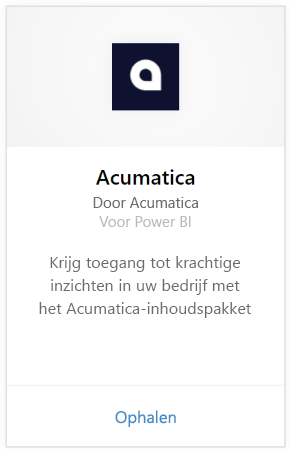 Acumatica
Door Acumatica
Voor Power BI
Krijg toegang tot krachtige
inzichten in uw bedrijf met
het Acumatica-inhoudspakket
Ophalen